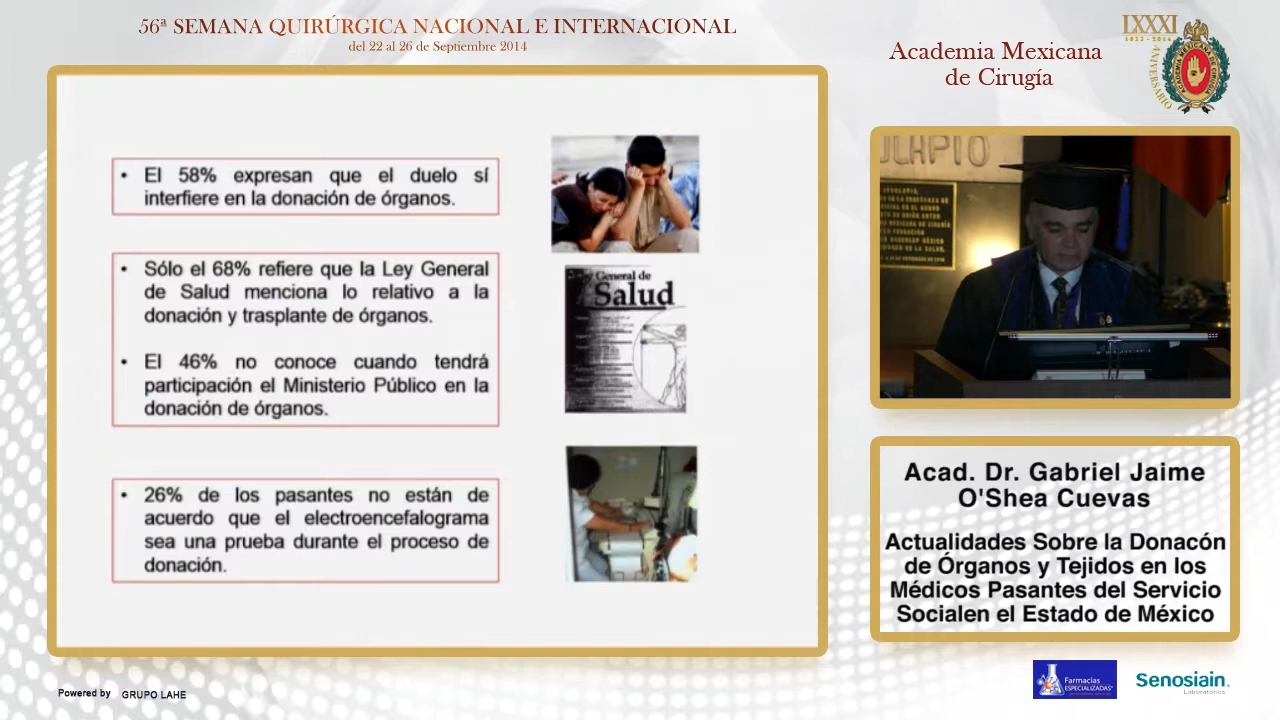 56ª SEMANA QUIRÚRGICA NACIONAL E INTERNACIONAL
del 22 al 26 de Septiembre 2014
Academia Mexicana
de Cirugía
LXXXI
1933 - 2014
ANIVERSARIO
ACADEMIA MEXICANA DE CIRUGIA
• El 58% expresan que el duelo sí
interfiere en la donación de órganos.
• Sólo el 68% refiere que la Ley General
de Salud menciona lo relativo a la
donación y trasplante de órganos.
• El 46% no conoce cuando tendrá
participación el Ministerio Público en la
donación de órganos.
• 26% de los pasantes no están de
acuerdo que el electroencefalograma
sea una prueba durante el proceso de
donación.
General de
Salud
Acad. Dr. Gabriel Jaime
O'Shea Cuevas
Actualidades Sobre la Donacón
de Órganos y Tejidos en los
Médicos Pasantes del Servicio
Socialen el Estado de México
Powered by GRUPO LAHE
Farmacias
ESPECIALIZADAS
Senosiain.
Laboratorios